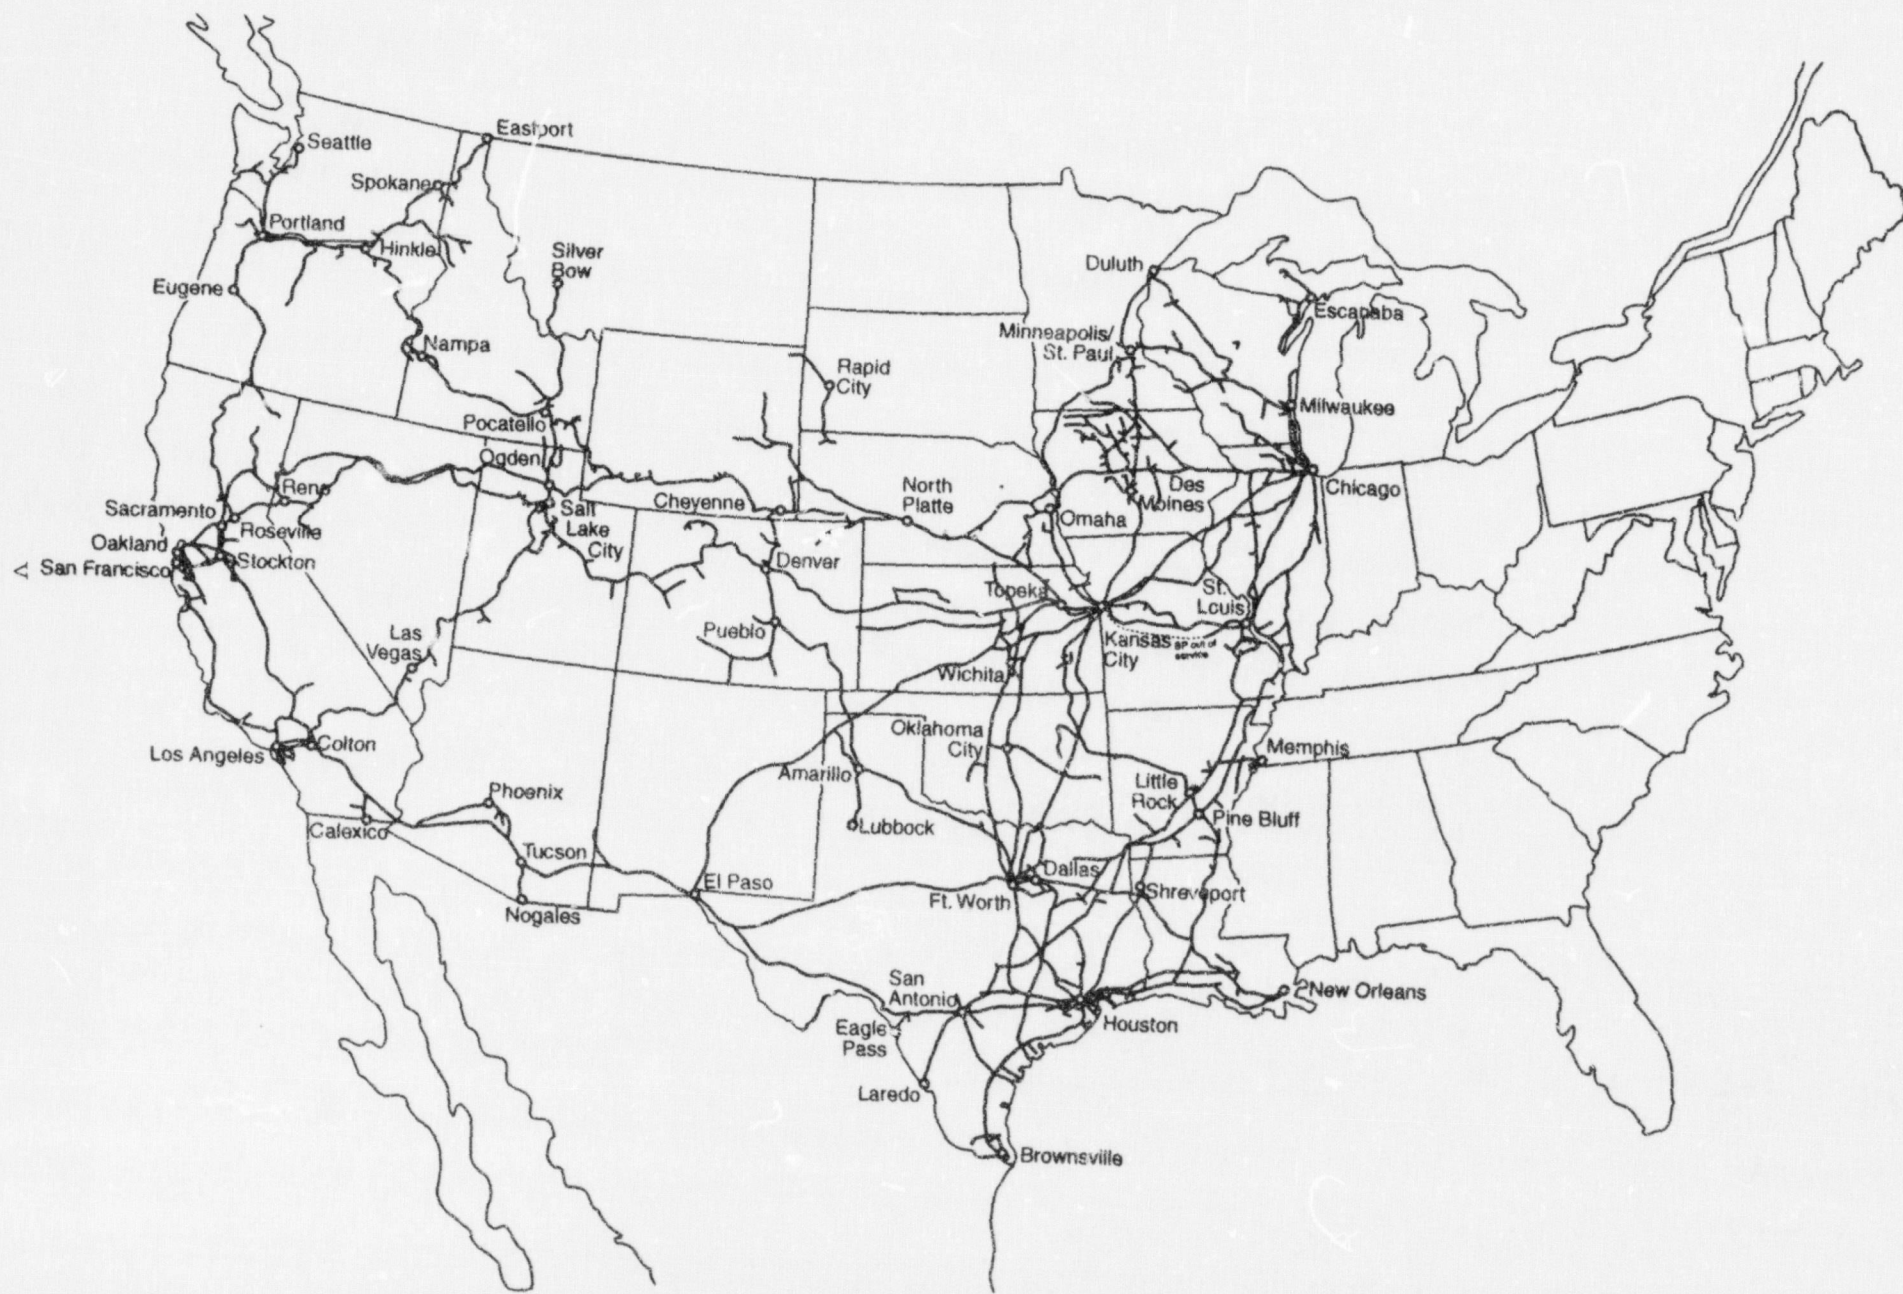 Eastport
Seattle
Spokane
Portland
Hinkle
Silver
Bow
Duluth
Eugene
Escanaba
Minneapolis/
St. Paul
Nampa
Rapid
City
Milwaukee
Pocatello
Ogden
Chicago
Reno
North
Platte
Des
Moines
Cheyenne
Sacramento
Salt
Lake
City
Roseville
Omaha
Oakland
San Francisco
Stockton
Denver
Topeka
St.
Louis
Las
Vegas
Pueblo
Kansas
City
SP out of
service
Wichita
Oklahoma
City
Los Angeles
Colton
Memphis
Amarillo
Little
Rock
Phoenix
Calexico
Lubbock
Pine Bluff
Tucson
El Paso
Dallas
Ft. Worth
Shreveport
Nogales
San
Antonio
New Orleans
Houston
Eagle
Pass
Laredo
Brownsville